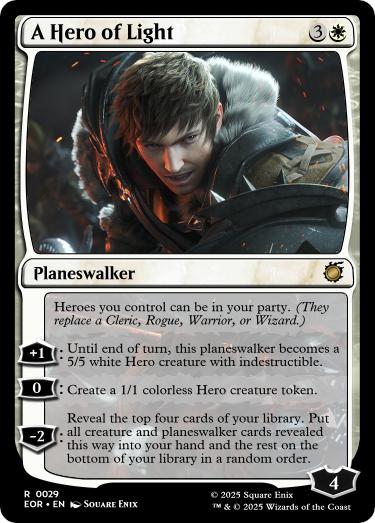 A Hero of Light 3
Planeswalker
Heroes you control can be in your party. (They
replace a Cleric, Rogue, Warrior, or Wizard.)
+1: Until end of turn, this planeswalker becomes a
5/5 white Hero creature with indestructible.
0: Create a 1/1 colorless Hero creature token.
-2: Reveal the top four cards of your library. Put
all creature and planeswalker cards revealed
this way into your hand and the rest on the
bottom of your library in a random order.
4
R 0029
EOR • EN SQUARE ENIX
© 2025 Square Enix
™ & © 2025 Wizards of the Coast